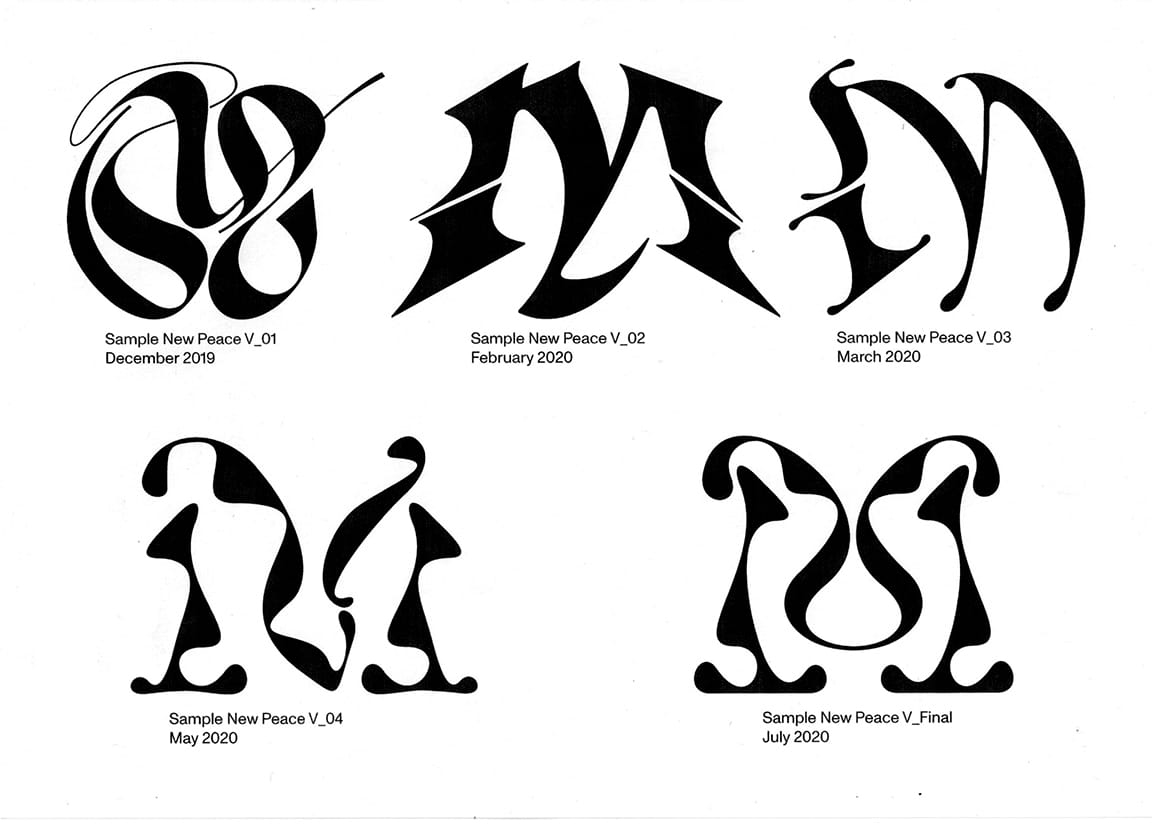 Sample New Peace V_01
December 2019
Sample New Peace V_02
February 2020
Sample New Peace V_03
March 2020
Sample New Peace V_04
May 2020
Sample New Peace V_Final
July 2020